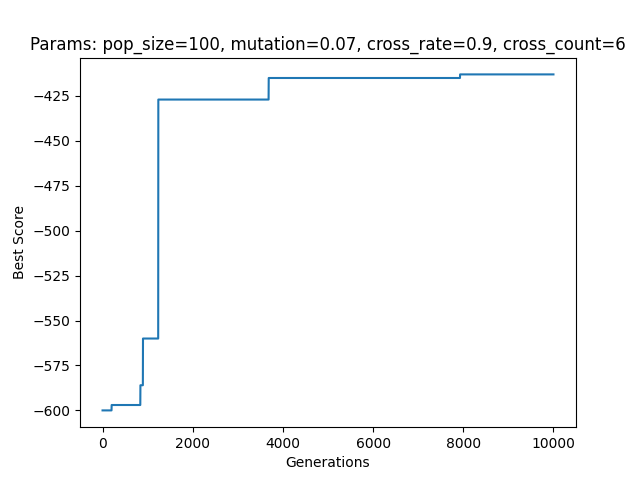 Params: pop_size=100, mutation=0.07, cross_rate=0.9, cross_count=6
−425
−450
−475
−500
−525
−550
−575
−600
Best Score
0 2000 4000 6000 8000 10000
Generations